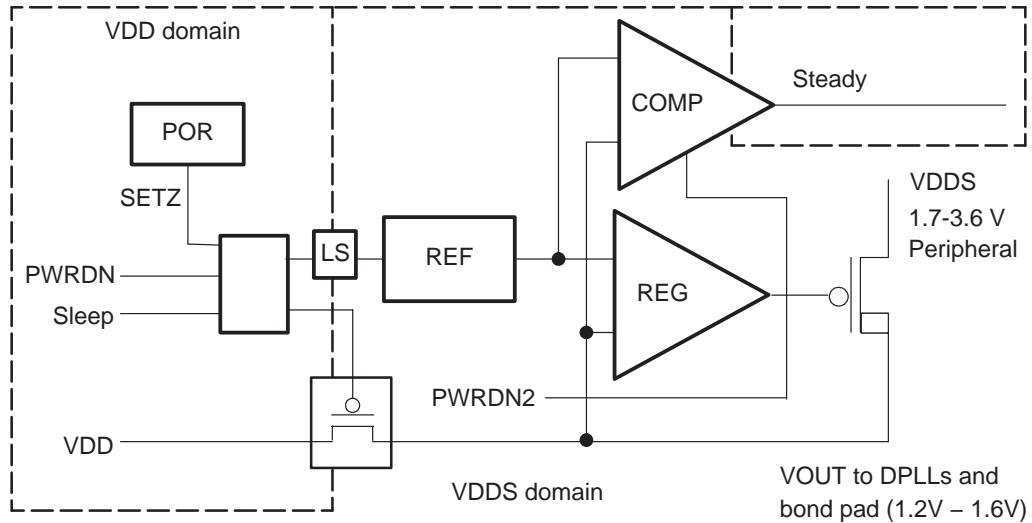 VDD domain
POR
SETZ
PWRDN
Sleep
LS
REF
COMP
Steady
VDDS
1.7-3.6 V
Peripheral
REG
PWRDN2
VDD
VDDS domain
VOUT to DPLLs and
bond pad (1.2V – 1.6V)